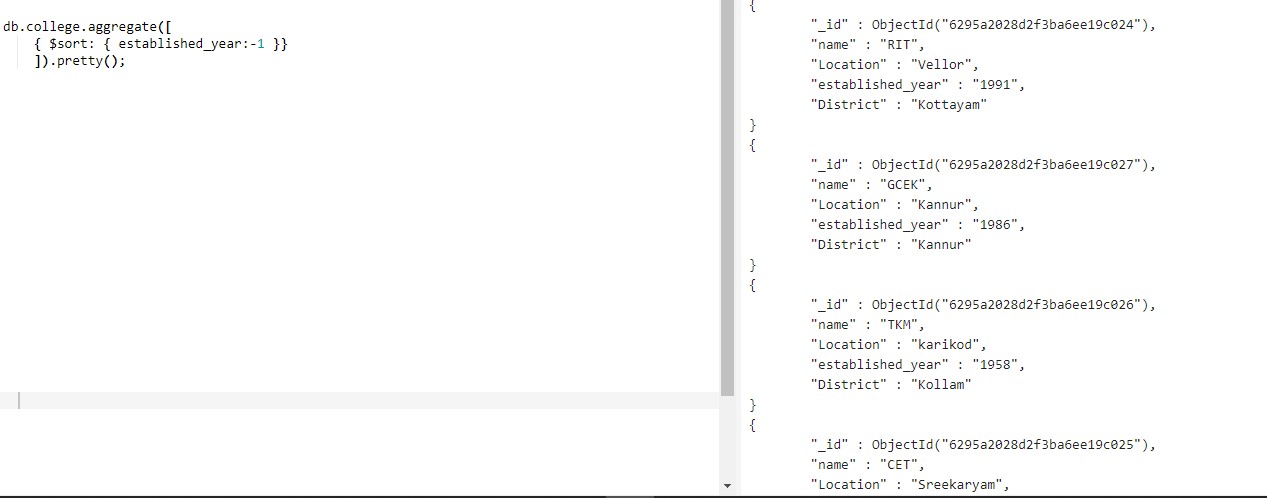 db.college.aggregate([
{ $sort: { established_year:-1 }}
]).pretty();
{
"_id" : ObjectId("6295a2028d2f3ba6ee19c024"),
"name" : "RIT",
"Location" : "Vellor",
"established_year" : "1991",
"District" : "Kottayam"
}
{
"_id" : ObjectId("6295a2028d2f3ba6ee19c027"),
"name" : "GCEK",
"Location" : "Kannur",
"established_year" : "1986",
"District" : "Kannur"
}
{
"_id" : ObjectId("6295a2028d2f3ba6ee19c026"),
"name" : "TKM",
"Location" : "karikod",
"established_year" : "1958",
"District" : "Kollam"
}
{
"_id" : ObjectId("6295a2028d2f3ba6ee19c025"),
"name" : "CET",
"Location" : "Sreekaryam",